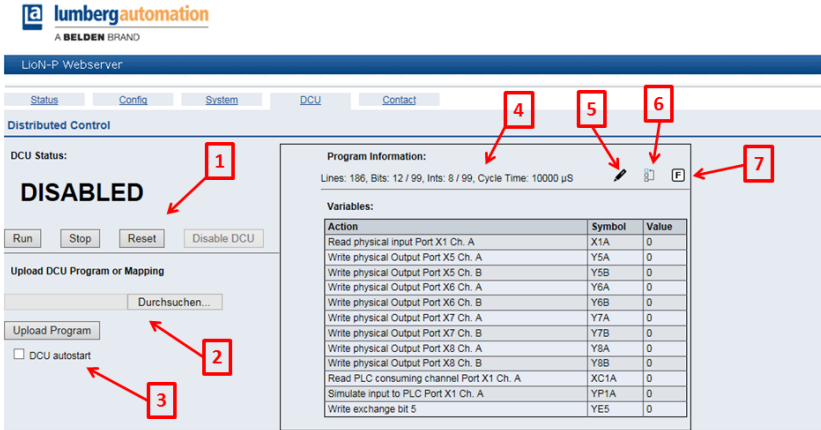 lumbergautomation
A BELDEN BRAND
LioN-P Webserver
Status Config System DCU Contact
Distributed Control
DCU Status:
DISABLED
Run Stop Reset Disable DCU
Upload DCU Program or Mapping
Durchsuchen...
Upload Program
DCU autostart
1
2
3
4
5
6
7
Program Information:
Lines: 186, Bits: 12 / 99, Ints: 8 / 99, Cycle Time: 10000 µS
F
Variables:
Action Symbol Value
Read physical input Port X1 Ch. A X1A 0
Write physical Output Port X5 Ch. A Y5A 0
Write physical Output Port X5 Ch. B Y5B 0
Write physical Output Port X6 Ch. A Y6A 0
Write physical Output Port X6 Ch. B Y6B 0
Write physical Output Port X7 Ch. A Y7A 0
Write physical Output Port X7 Ch. B Y7B 0
Write physical Output Port X8 Ch. A Y8A 0
Write physical Output Port X8 Ch. B Y8B 0
Read PLC consuming channel Port X1 Ch. A XC1A 0
Simulate input to PLC Port X1 Ch. A YP1A 0
Write exchange bit 5 YE5 0